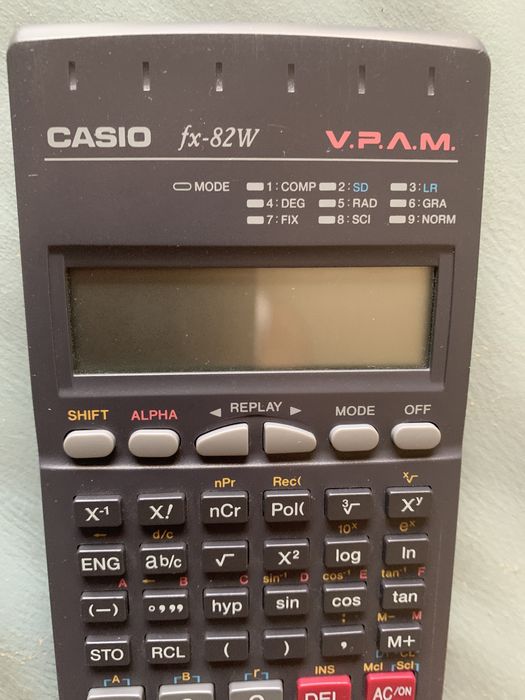 CASIO fx-82W V.P.A.M.
MODE 1: COMP 2: SD 3: LR
4: DEG 5: RAD 6: GRA
7: FIX 8: SCI 9: NORM
SHIFT ALPHA ◄ REPLAY ► MODE OFF
nPr Rec( ˣ√
X⁻¹ X! nCr Pol( ³√ Xʸ
← d/c 10ˣ eˣ
ENG ab/c √ X² log ln
A ← B C sin⁻¹ D cos⁻¹ E tan⁻¹ F
(−) °,,, hyp sin cos tan
; M− M
STO RCL ( ) , M+
A B r INS Mcl Scl
DEL AC/ON